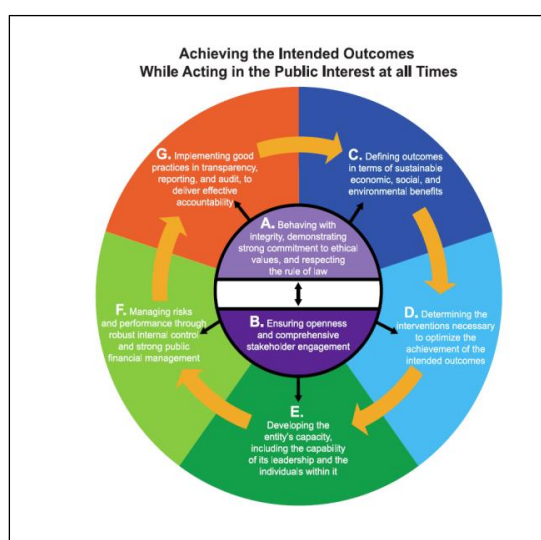 Achieving the Intended Outcomes
While Acting in the Public Interest at all Times
G. Implementing good
practices in transparency,
reporting, and audit, to
deliver effective
accountability
C. Defining outcomes
in terms of sustainable
economic, social, and
environmental benefits
A. Behaving with
integrity, demonstrating
strong commitment to ethical
values, and respecting
the rule of law
B. Ensuring openness
and comprehensive
stakeholder engagement
D. Determining the
interventions necessary
to optimize the
achievement of the
intended outcomes
F. Managing risks
and performance through
robust internal control
and strong public
financial management
E.
Developing the
entity's capacity,
including the capability
of its leadership and the
individuals within it